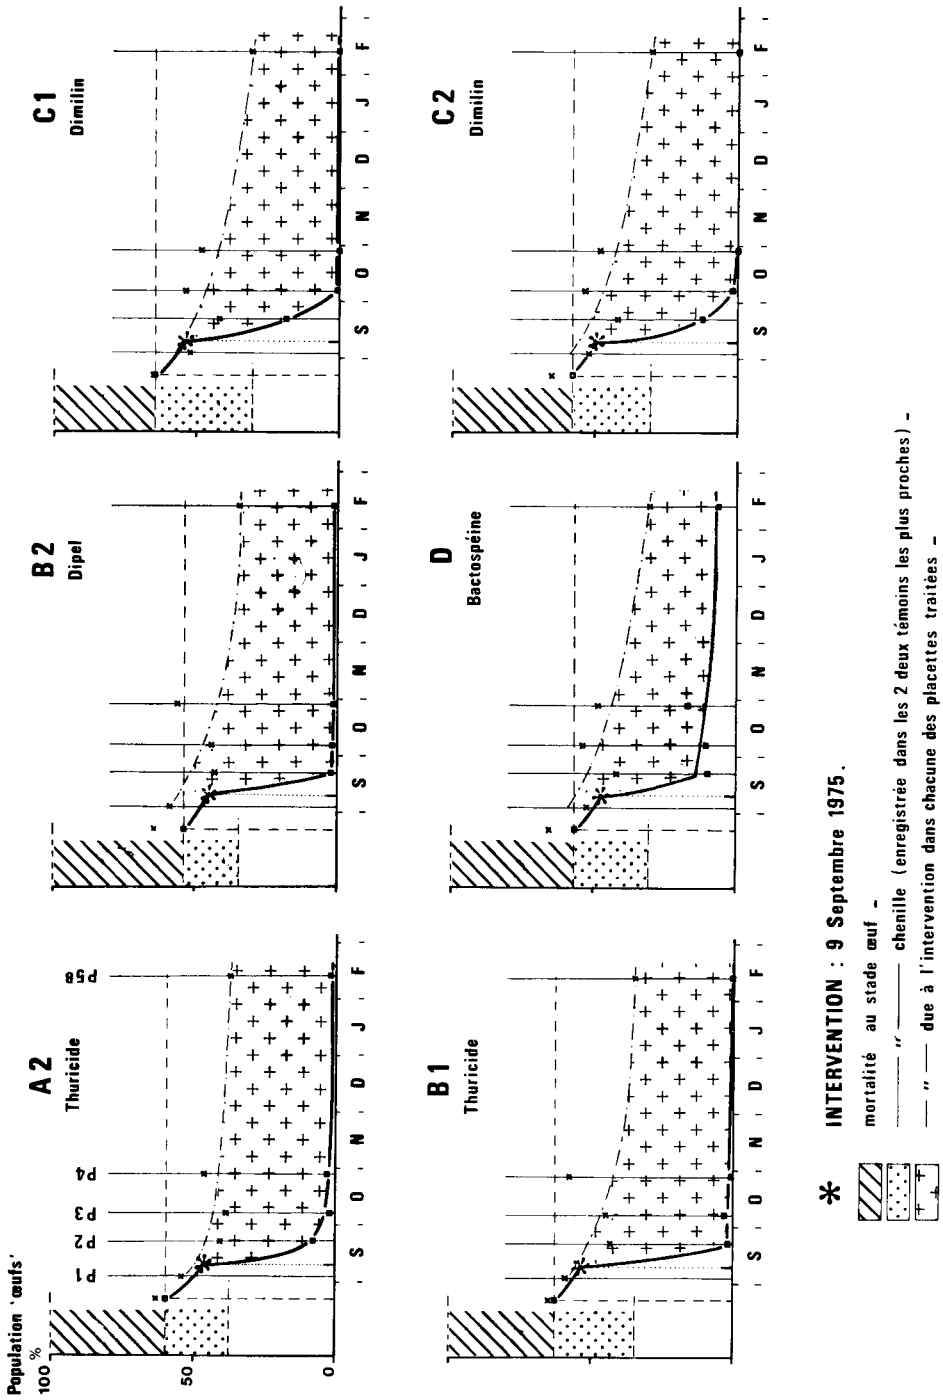 Population 'œufs'
100 %
50
0
A2
Thuricide
P1
P2
P3
P4
P58
S - O - N - D - J - F -
B2
Dipel
S - O - N - D - J - F -
C1
Dimilin
S - O - N - D - J - F -
B1
Thuricide
S - O - N - D - J - F -
D
Bactospéine
S - O - N - D - J - F -
C2
Dimilin
S - O - N - D - J - F -
* INTERVENTION : 9 Septembre 1975.
mortalité au stade œuf -
——— " ——— chenille (enregistrée dans les 2 deux témoins les plus proches) -
— " — due à l'intervention dans chacune des placettes traitées -